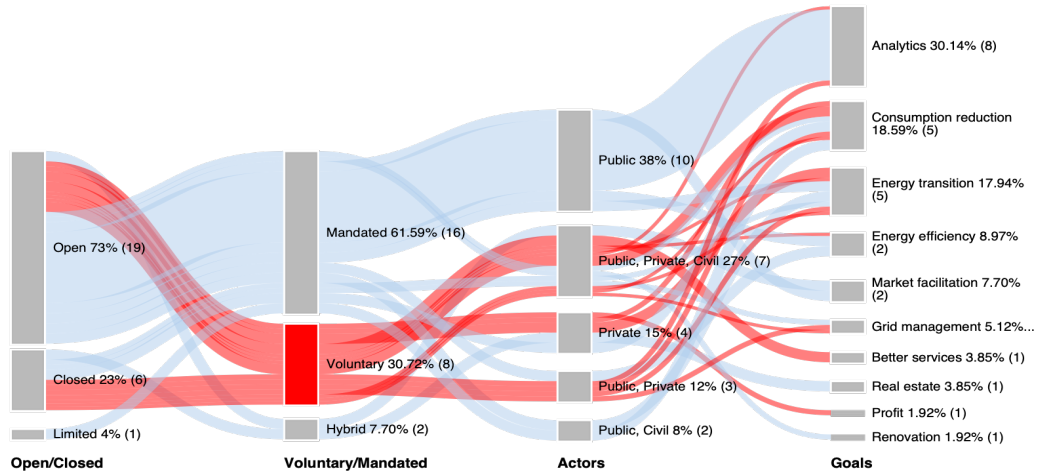 Open 73% (19)
Closed 23% (6)
Limited 4% (1)
Open/Closed
Mandated 61.59% (16)
Voluntary 30.72% (8)
Hybrid 7.70% (2)
Voluntary/Mandated
Public 38% (10)
Public, Private, Civil 27% (7)
Private 15% (4)
Public, Private 12% (3)
Public, Civil 8% (2)
Actors
Analytics 30.14% (8)
Consumption reduction
18.59% (5)
Energy transition 17.94%
(5)
Energy efficiency 8.97%
(2)
Market facilitation 7.70%
(2)
Grid management 5.12%...
Better services 3.85% (1)
Real estate 3.85% (1)
Profit 1.92% (1)
Renovation 1.92% (1)
Goals